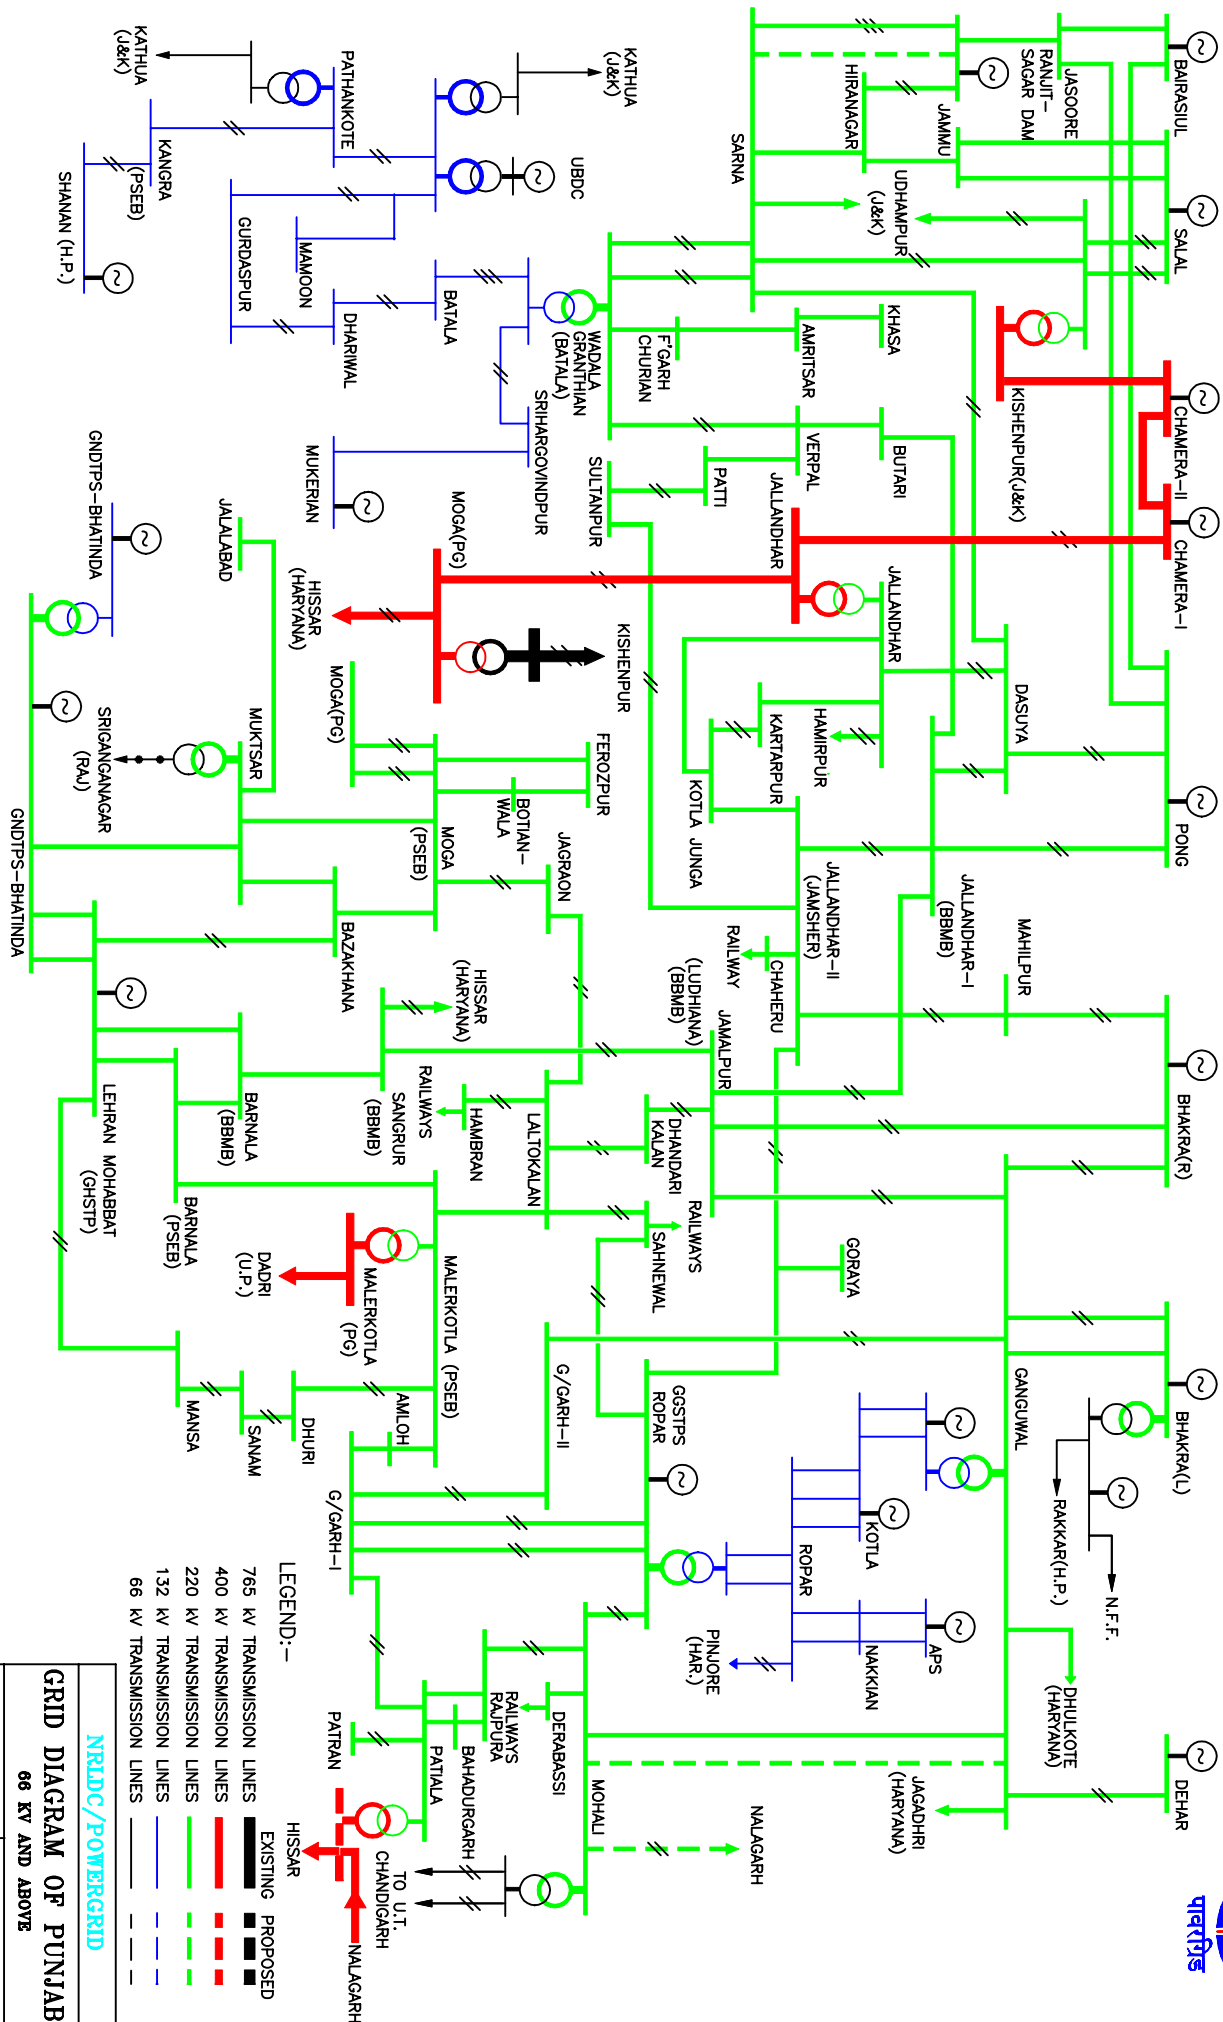 BAIRASIUL
JASOORE
RANJIT-
SAGAR DAM
SALAL
JAMMU
HIRANAGAR
UDHAMPUR
(J&K)
SARNA
KISHENPUR(J&K)
CHAMERA-II
CHAMERA-I
KATHUA
(J&K)
UBDC
PATHANKOTE
KATHUA
(J&K)
KANGRA
(PSEB)
SHANAN (H.P.)
MAMOON
GURDASPUR
DHARIWAL
BATALA
WADALA
GRANTHIAN
(BATALA)
SRIHARGOVINDPUR
MUKERIAN
KHASA
AMRITSAR
F'GARH
CHURIAN
BUTARI
VERPAL
PATTI
SULTANPUR
JALLANDHAR
JALLANDHAR
DASUYA
PONG
MOGA(PG)
HISSAR
(HARYANA)
KISHENPUR
HAMIRPUR
KARTARPUR
KOTLA JUNGA
JALLANDHAR-II
(JAMSHER)
JALLANDHAR-I
(BBMB)
MAHILPUR
CHAHERU
RAILWAY
GNDTPS-BHATINDA
JALALABAD
MUKTSAR
SRIGANGANAGAR
(RAJ)
GNDTPS-BHATINDA
MOGA(PG)
FEROZPUR
BOTIAN-
WALA
MOGA
(PSEB)
JAGRAON
BAZAKHANA
HISSAR
(HARYANA)
JAMALPUR
(LUDHIANA)
(BBMB)
BHAKRA(R)
SANGRUR
(BBMB)
RAILWAYS
HAMBRAN
LALTOKALAN
DHANDARI
KALAN
BARNALA
(BBMB)
LEHRAN MOHABBAT
(GHSTP)
BARNALA
(PSEB)
RAILWAYS
SAHNEWAL
GORAYA
MALERKOTLA (PSEB)
MALERKOTLA
(PG)
DADRI
(U.P.)
MANSA
SANAM
DHURI
AMLOH
G/GARH-I
G/GARH-II
GGSTPS
ROPAR
GANGUWAL
BHAKRA(L)
RAKKAR(H.P.)
N.F.F.
KOTLA
ROPAR
NAKKIAN
APS
PINJORE
(HAR.)
DHULKOTE
(HARYANA)
DEHAR
JAGADHRI
(HARYANA)
NALAGARH
MOHALI
DERABASSI
RAILWAYS
RAJPURA
BAHADURGARH
PATIALA
PATRAN
TO U.T.
CHANDIGARH
HISSAR
NALAGARH
LEGEND:-
EXISTING PROPOSED
765 kV TRANSMISSION LINES
400 kV TRANSMISSION LINES
220 kV TRANSMISSION LINES
132 kV TRANSMISSION LINES
66 kV TRANSMISSION LINES
NRLDC/POWERGRID
GRID DIAGRAM OF PUNJAB
66 KV AND ABOVE
पावरग्रिड